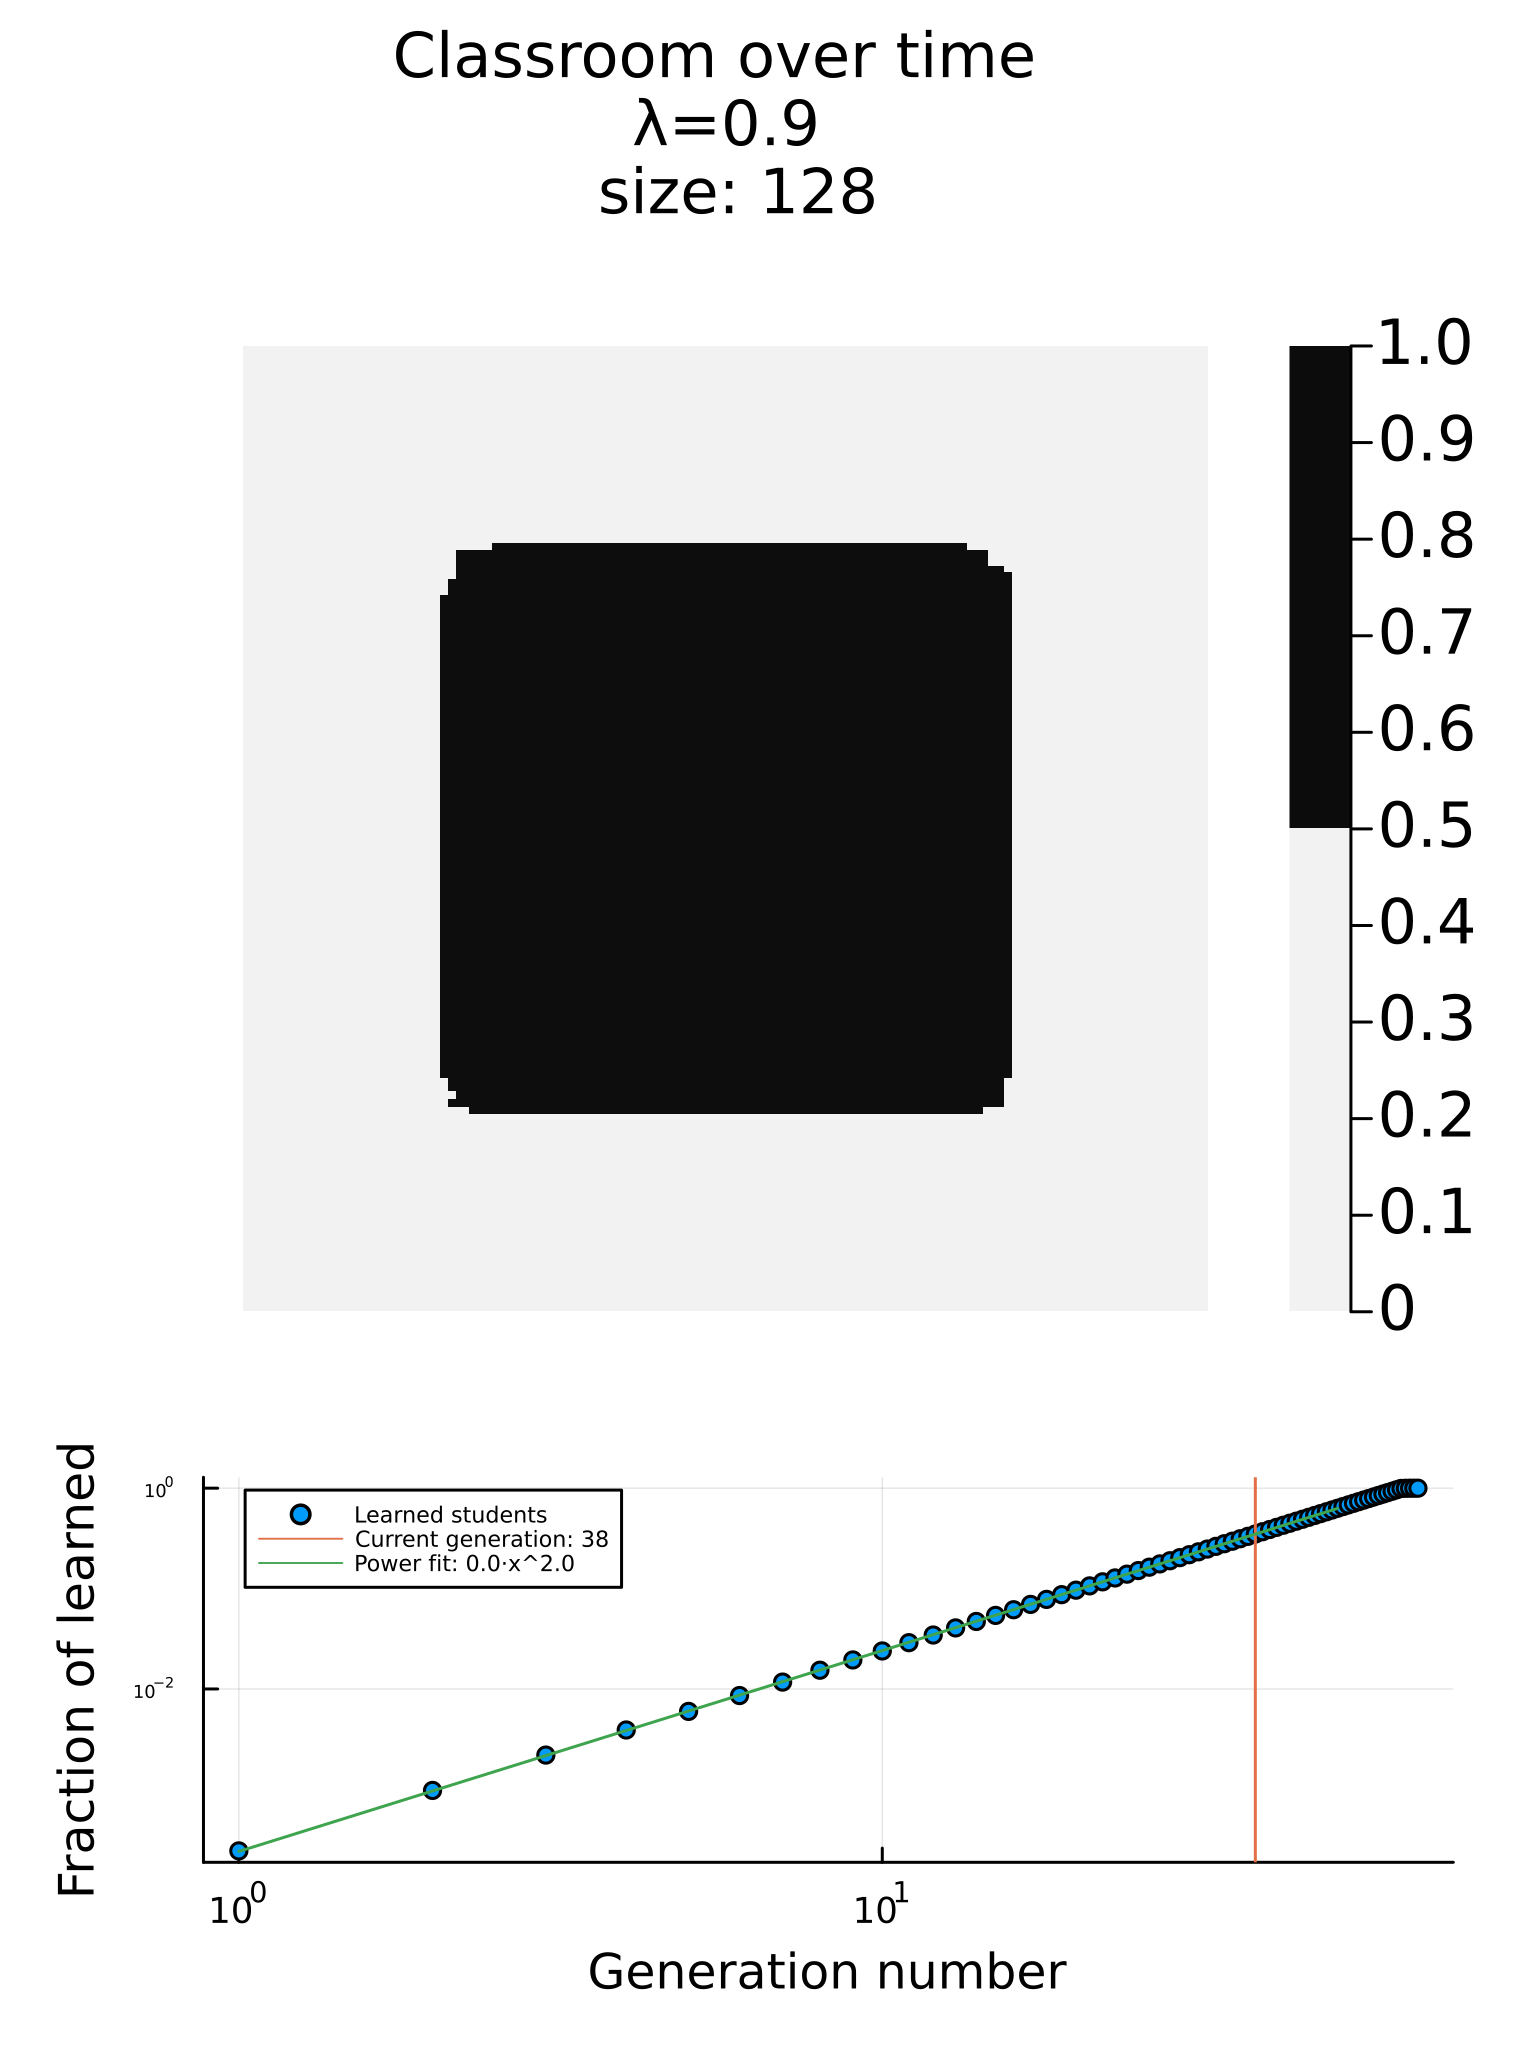 Classroom over time
λ=0.9
size: 128
1.0
0.9
0.8
0.7
0.6
0.5
0.4
0.3
0.2
0.1
0
Fraction of learned
10⁰
10⁻²
Learned students
Current generation: 38
Power fit: 0.0·x^2.0
10⁰
10¹
Generation number